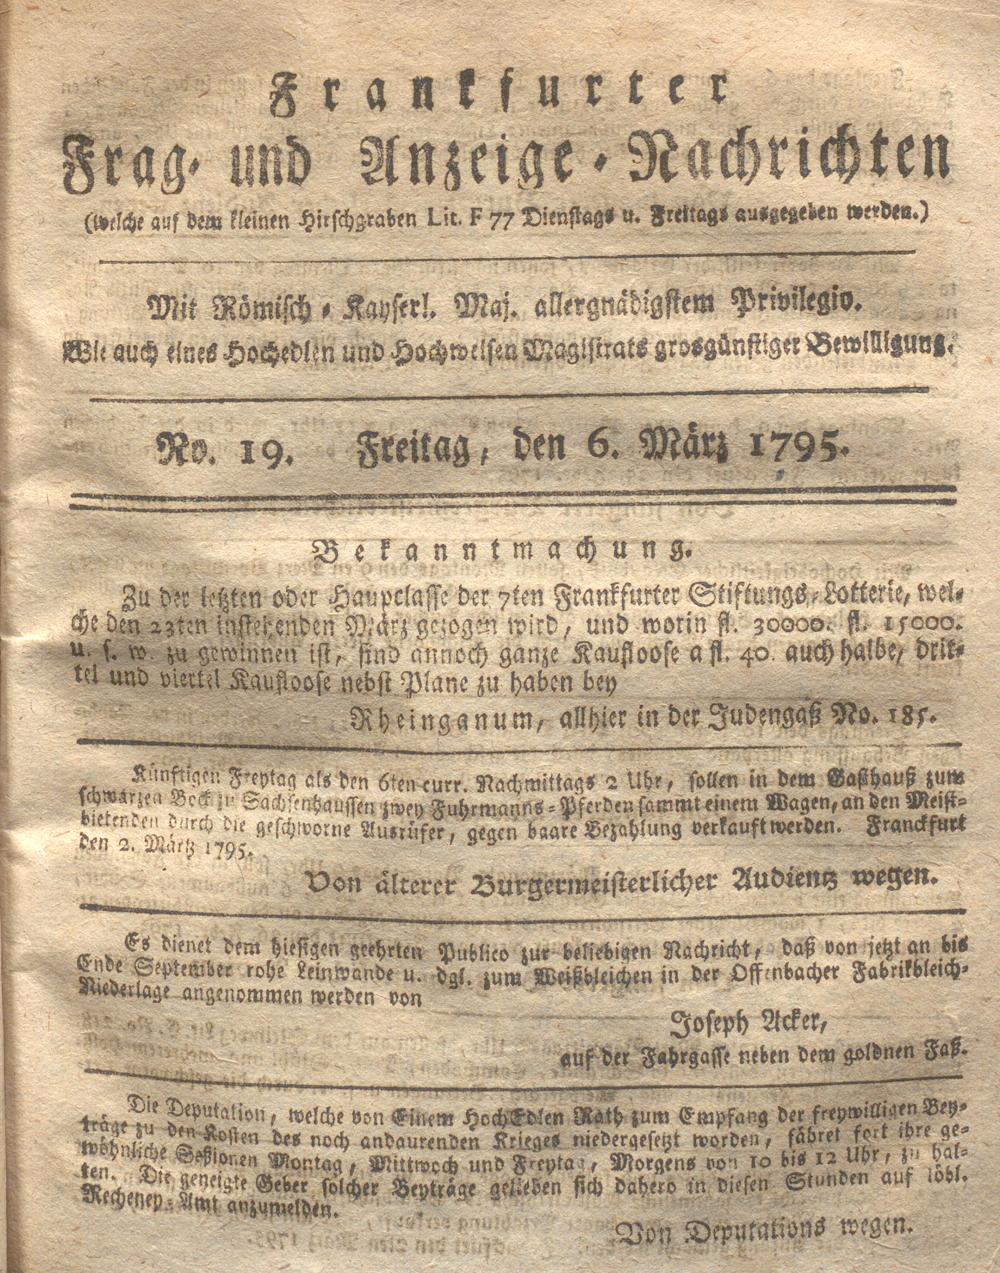 Frankfurter
Frag- und Anzeige-Nachrichten
(welche auf dem kleinen Hirschgraben Lit. F 77 Dienstags u. Freitags ausgegeben werden.)
Mit Römisch-Kayserl. Maj. allergnädigstem Privilegio.
Wie auch eines Hochedlen und Hochweisen Magistrats grosgünstiger Bewilligung.
No. 19. Freitag, den 6. März 1795.
Bekanntmachung.
Zu der letzten oder Haupclasse der 7ten Frankfurter Stiftungs-Lotterie, wel-
che den 23ten instehenden März gezogen wird, und worin fl. 30000. fl. 15000.
u. s. w. zu gewinnen ist, sind annoch ganze Kaufloose a fl. 40. auch halbe, drit-
tel und viertel Kaufloose nebst Plane zu haben bey
Rheinganum, allhier in der Judengaß No. 185.
Künftigen Freytag als den 6ten curr. Nachmittags 2 Uhr, sollen in dem Gasthauß zum
schwarzen Bock zu Sachsenhaussen zwey Fuhrmanns-Pferden sammt einem Wagen, an den Meist-
bietenden durch die geschworne Ausrüfer, gegen baare Bezahlung verkauft werden. Franckfurt
den 2. Märtz 1795.
Von älterer Burgermeisterlicher Audientz wegen.
Es dienet dem hiesigen geehrten Publico zur beliebigen Nachricht, daß von jetzt an bis
Ende September rohe Leinwande u. dgl. zum Weißbleichen in der Offenbacher Fabrikbleich-
Niederlage angenommen werden von
Joseph Acker,
auf der Fahrgasse neben dem goldnen Faß.
Die Deputation, welche von Einem HochEdlen Rath zum Empfang der freywilligen Bey-
träge zu den Kosten des noch andaurenden Krieges niedergesetzt worden, fähret fort ihre ge-
wöhnliche Seßionen Montag, Mittwoch und Freytag, Morgens von 10 bis 12 Uhr, zu hal-
ten. Die geneigte Geber solcher Beyträge gelieben sich dahero in diesen Stunden auf löbl.
Recheney-Amt anzumelden.
Von Deputations wegen.